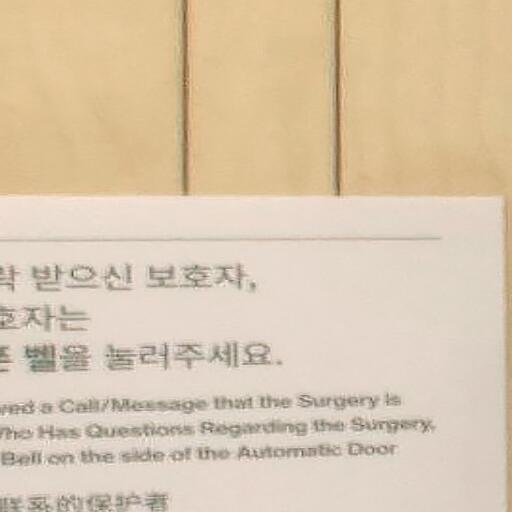 락 받으신 보호자,
호자는
폰 벨을 눌러주세요.
ved a Call/Message that the Surgery is
Who Has Questions Regarding the Surgery,
Bell on the side of the Automatic Door
联系的保护者